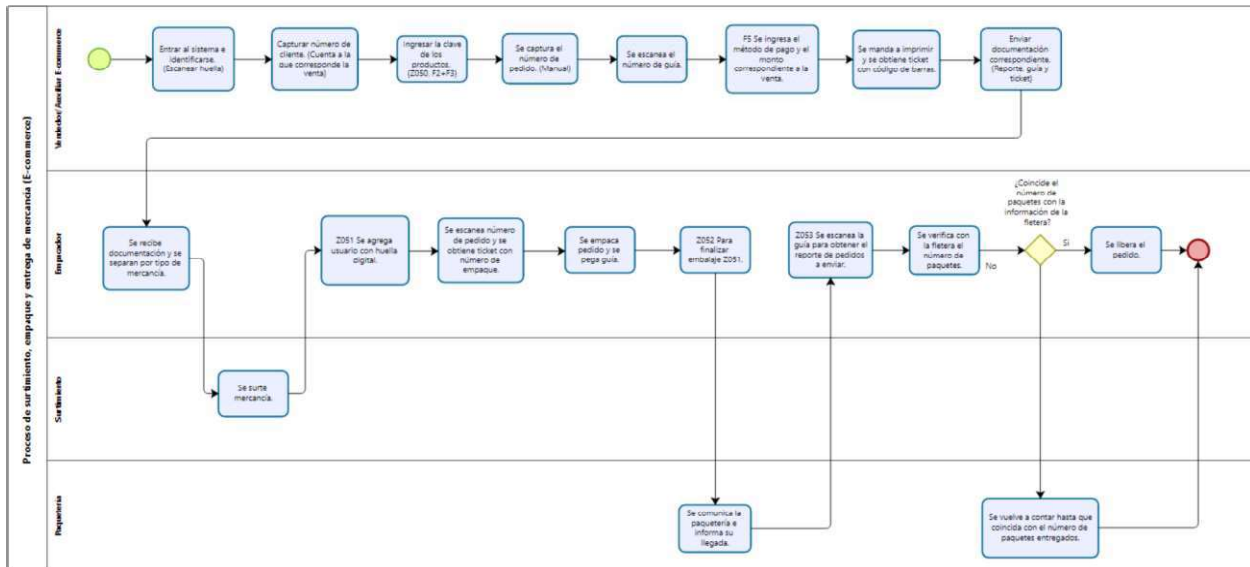 Proceso de surtimiento, empaque y entrega de mercancía (E-commerce)
Vendedor/ Auxiliar E-commerce
Entrar al sistema e
identificarse.
(Escanear huella)
Capturar número de
cliente. (Cuenta a la
que corresponde la
venta)
Ingresar la clave
de los
productos.
(Z050, F2+F3)
Se captura el
número de
pedido. (Manual)
Se escanea el
número de guía.
F5 Se ingresa el
método de pago y el
monto
correspondiente a la
venta.
Se manda a imprimir
y se obtiene ticket
con código de barras.
Enviar
documentación
correspondiente.
(Reporte, guía y
ticket)
Empacador
Se recibe
documentación y se
separan por tipo de
mercancía.
Z051 Se agrega
usuario con huella
digital.
Se escanea número
de pedido y se
obtiene ticket con
número de
empaque.
Se empaca
pedido y se
pega guía.
Z052 Para
finalizar
embalaje Z051.
Z053 Se escanea la
guía para obtener el
reporte de pedidos
a enviar.
Se verifica con
la fletera el
número de
paquetes.
¿Coincide el
número de
paquetes con la
información de la
fletera?
Si
No
Se libera el
pedido.
Surtimiento
Se surte
mercancía.
Paquetería
Se comunica la
paquetería e
informa su
llegada.
Se vuelve a contar hasta que
coincida con el número de
paquetes entregados.